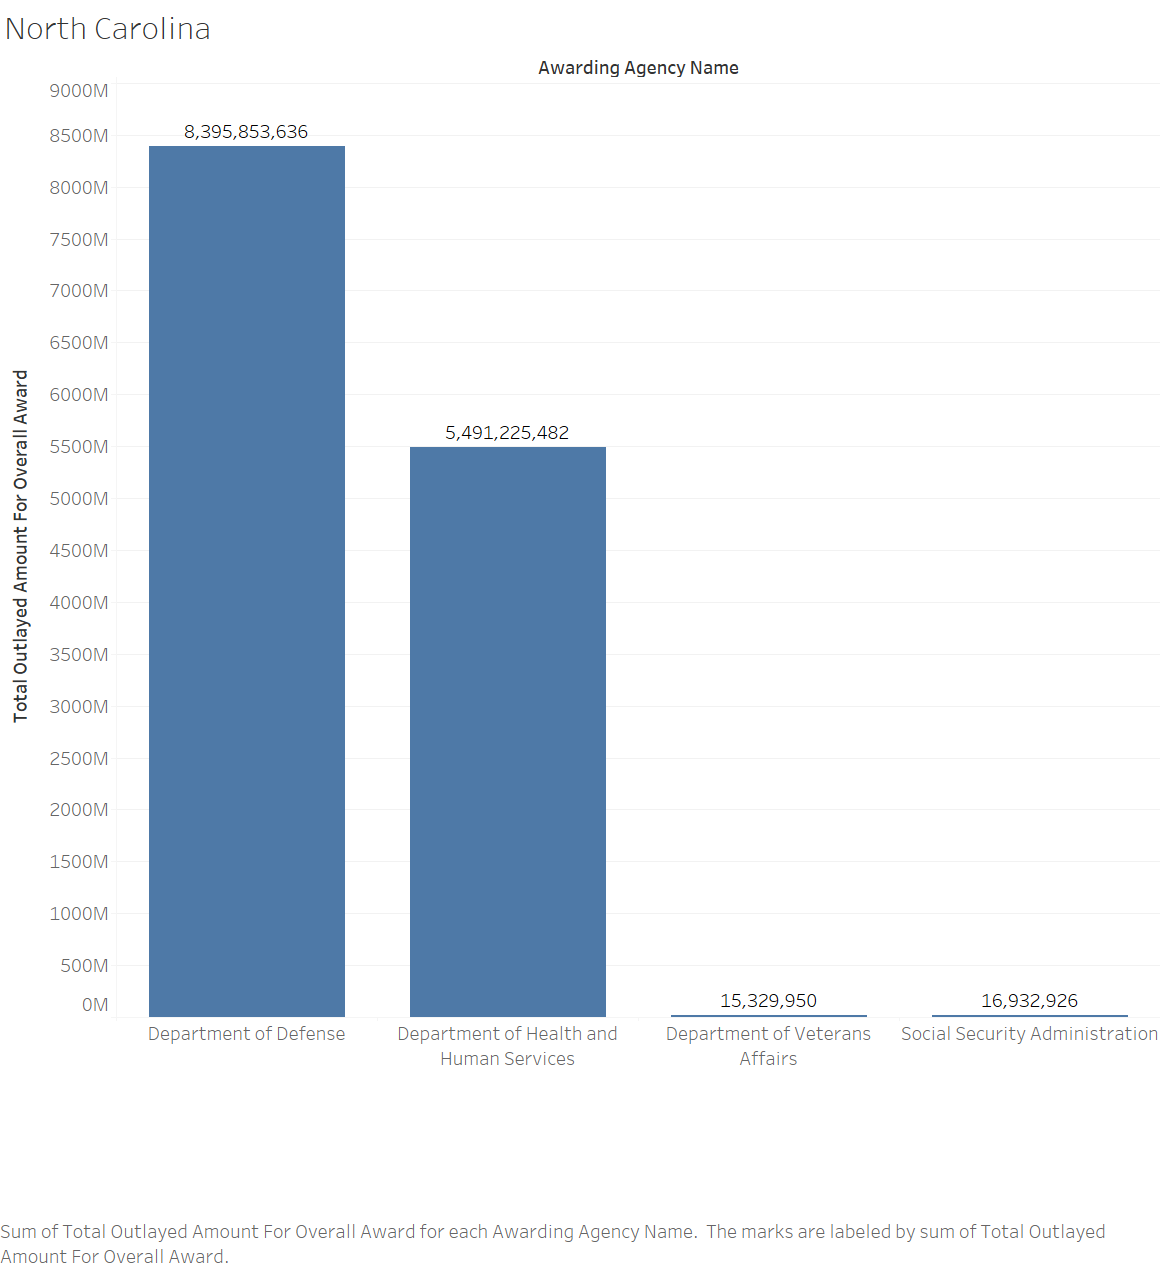 North Carolina
Awarding Agency Name
Total Outlayed Amount For Overall Award
9000M
8500M
8000M
7500M
7000M
6500M
6000M
5500M
5000M
4500M
4000M
3500M
3000M
2500M
2000M
1500M
1000M
500M
0M
8,395,853,636
5,491,225,482
15,329,950
16,932,926
Department of Defense
Department of Health and
Human Services
Department of Veterans
Affairs
Social Security Administration
Sum of Total Outlayed Amount For Overall Award for each Awarding Agency Name.  The marks are labeled by sum of Total Outlayed
Amount For Overall Award.